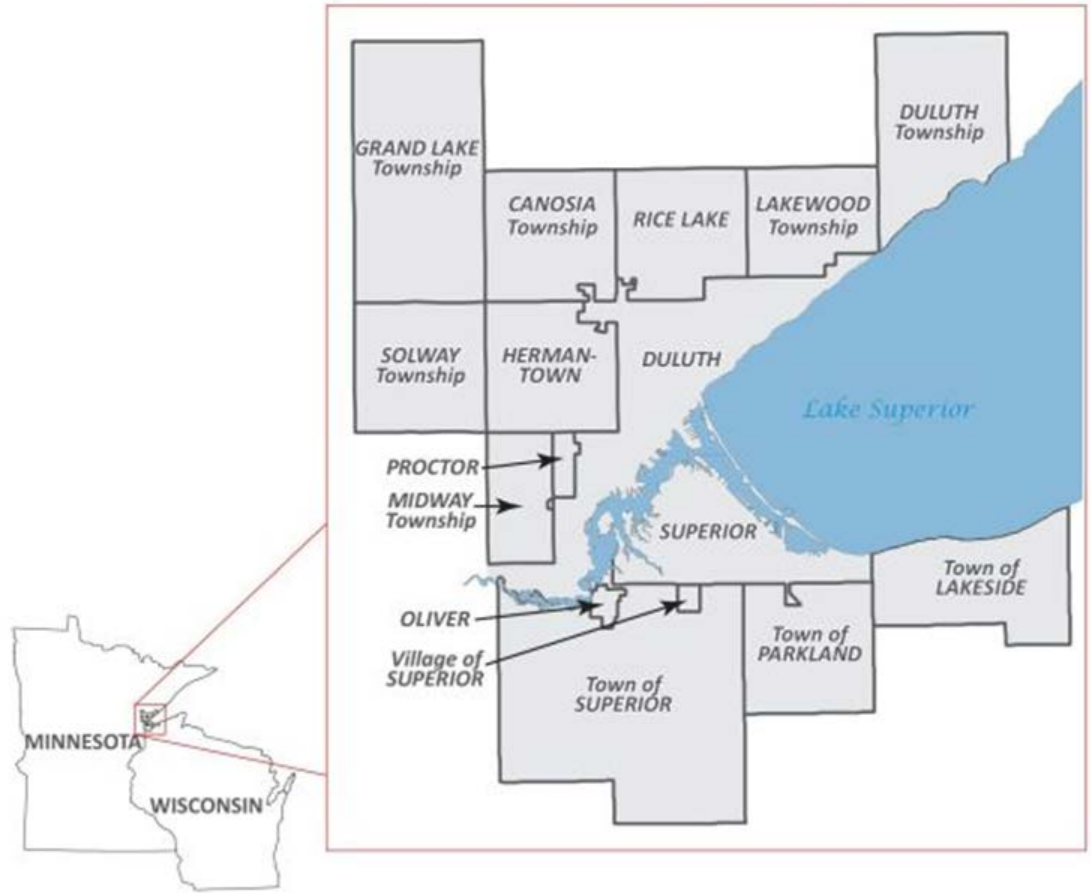 DULUTH
Township
GRAND LAKE
Township
CANOSIA
Township
RICE LAKE
LAKEWOOD
Township
SOLWAY
Township
HERMAN-
TOWN
DULUTH
Lake Superior
PROCTOR
MIDWAY
Township
SUPERIOR
Town of
LAKESIDE
OLIVER
Village of
SUPERIOR
Town of
PARKLAND
Town of
SUPERIOR
MINNESOTA
WISCONSIN